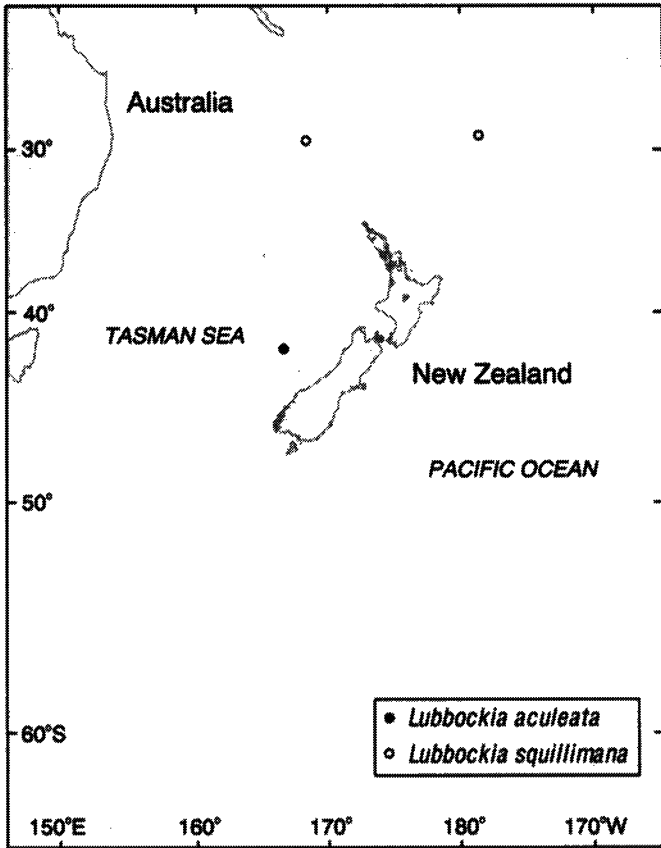 Australia
30°
40°
TASMAN SEA
New Zealand
PACIFIC OCEAN
50°
Lubbockia aculeata
Lubbockia squillimana
60°S
150°E 160° 170° 180° 170°W